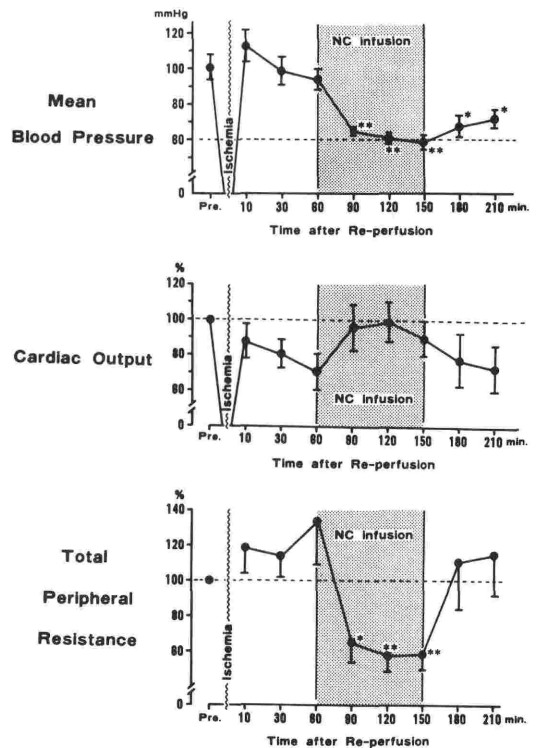 mmHg
120
100
80
60
0
Mean
Blood Pressure
Ischemia
NC infusion
**
**
**
*
*
Pre. 10 30 60 90 120 150 180 210 min.
Time after Re-perfusion
%
120
100
80
60
0
Cardiac Output
Ischemia
NC infusion
Pre. 10 30 60 90 120 150 180 210 min.
Time after Re-perfusion
%
140
120
100
80
60
0
Total
Peripheral
Resistance
Ischemia
NC infusion
*
**
**
Pre. 10 30 60 90 120 150 180 210 min.
Time after Re-perfusion